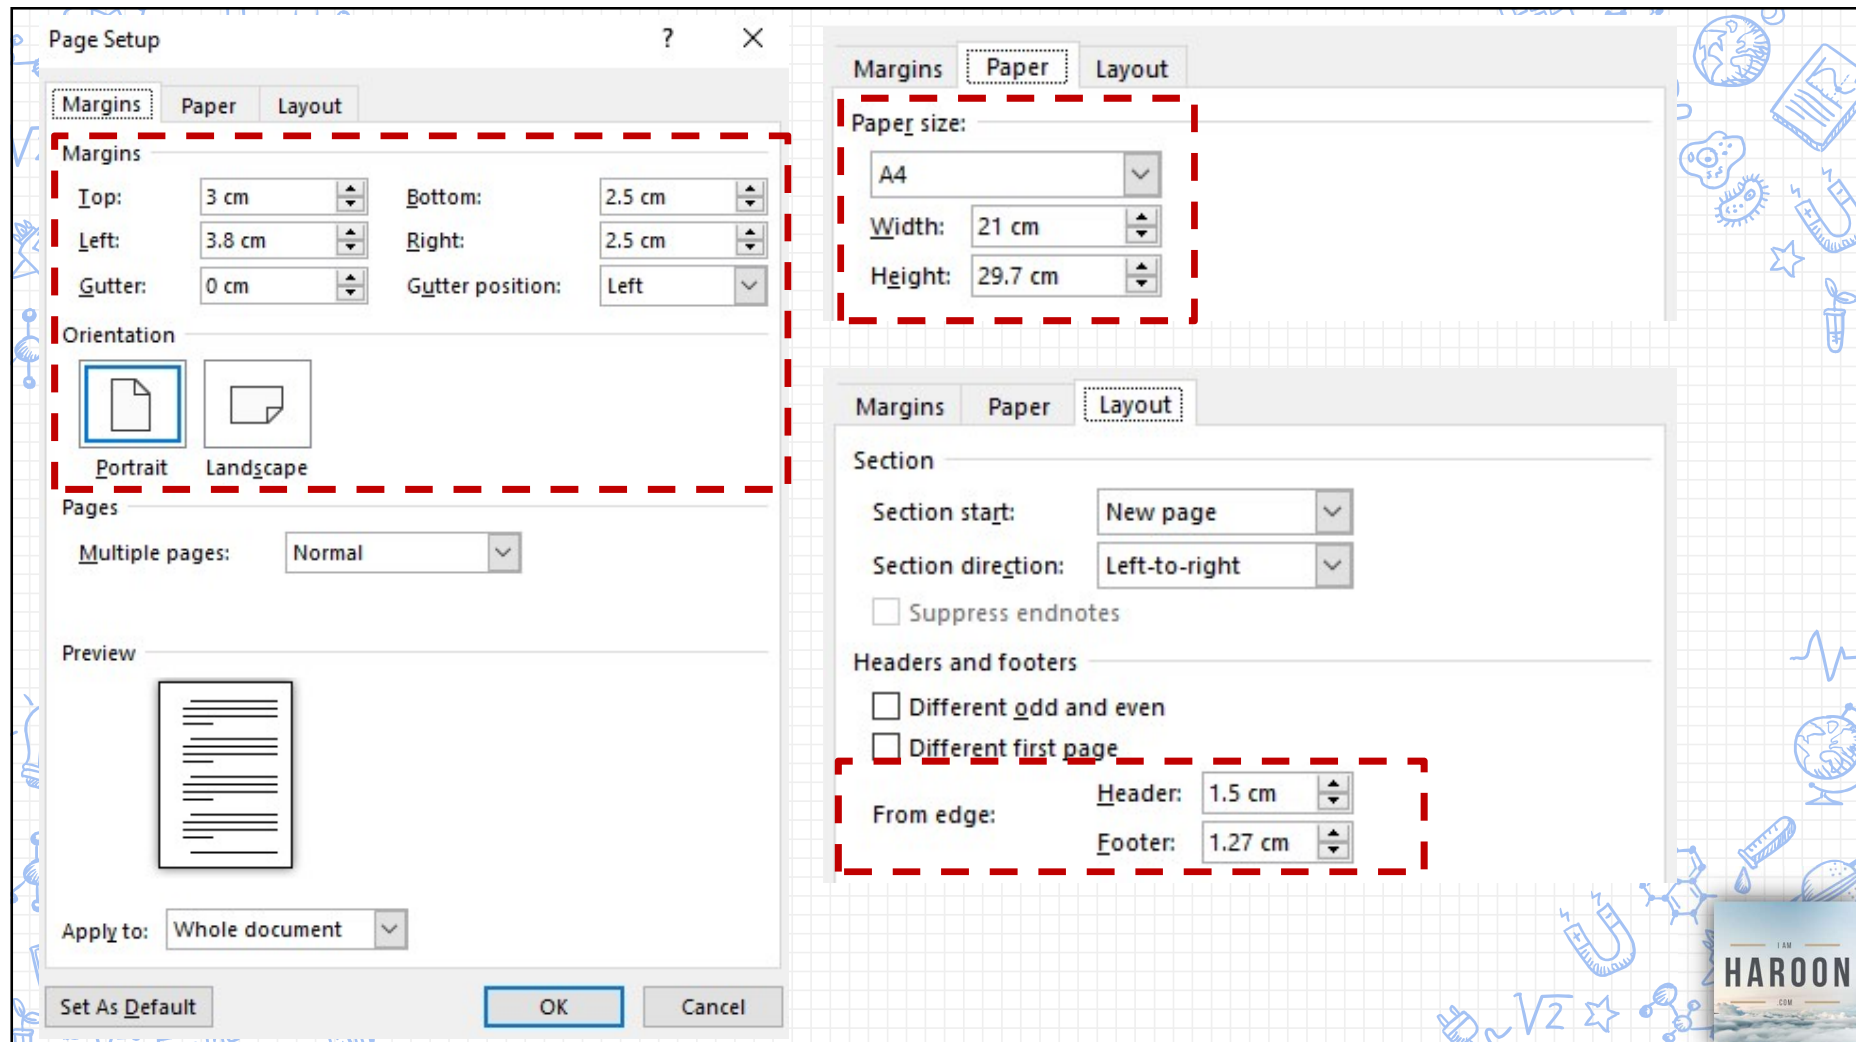 Page Setup ? X
Margins Paper Layout
Margins
Top: 3 cm Bottom: 2.5 cm
Left: 3.8 cm Right: 2.5 cm
Gutter: 0 cm Gutter position: Left
Orientation
Portrait Landscape
Pages
Multiple pages: Normal
Preview
Apply to: Whole document
Set As Default OK Cancel
Margins Paper Layout
Paper size:
A4
Width: 21 cm
Height: 29.7 cm
Margins Paper Layout
Section
Section start: New page
Section direction: Left-to-right
Suppress endnotes
Headers and footers
Different odd and even
Different first page
From edge: Header: 1.5 cm
Footer: 1.27 cm
√2
I AM
HAROON
.COM